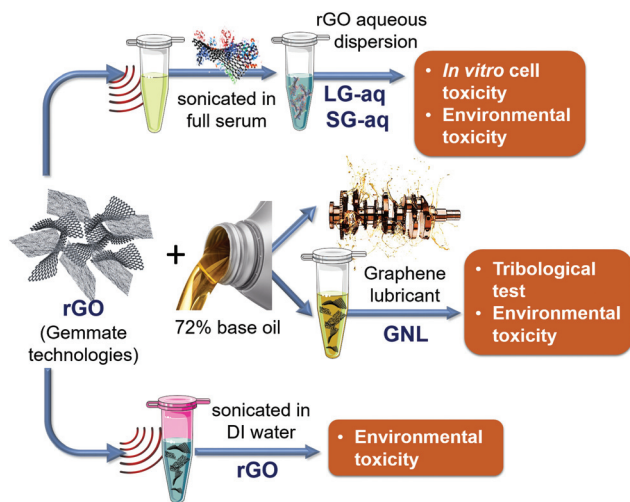 rGO aqueous
dispersion
sonicated in
full serum
LG-aq
SG-aq
• In vitro cell
toxicity
• Environmental
toxicity
rGO
(Gemmate
technologies)
+
72% base oil
Graphene
lubricant
GNL
• Tribological
test
• Environmental
toxicity
sonicated in
DI water
rGO
• Environmental
toxicity